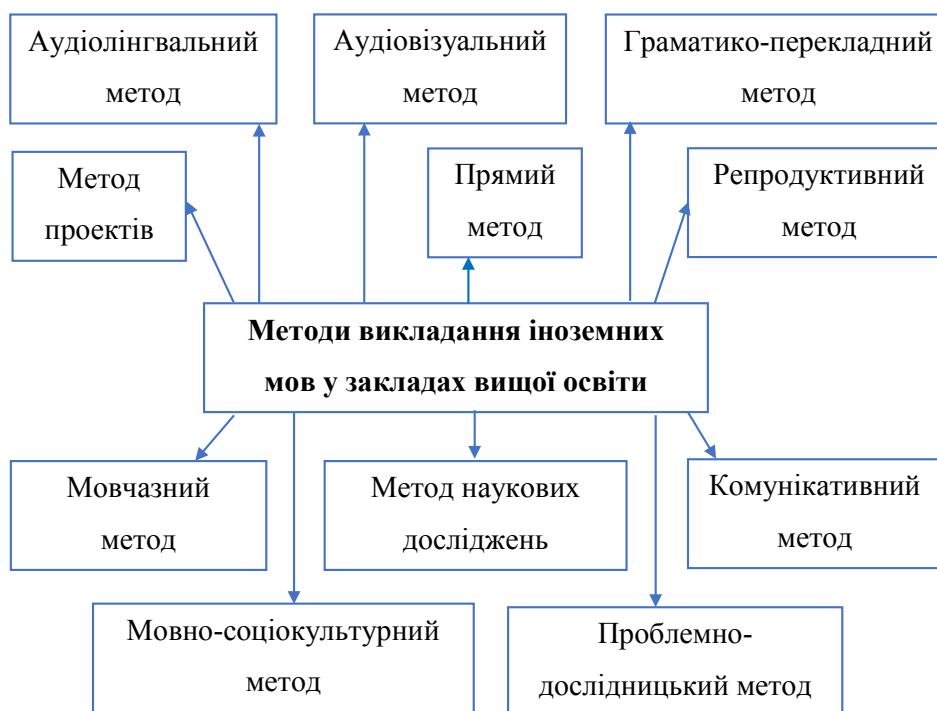 Аудіолінгвальний
метод
Аудіовізуальний
метод
Граматико-перекладний
метод
Метод
проектів
Прямий
метод
Репродуктивний
метод
Методи викладання іноземних
мов у закладах вищої освіти
Мовчазний
метод
Метод наукових
досліджень
Комунікативний
метод
Мовно-соціокультурний
метод
Проблемно-
дослідницький метод